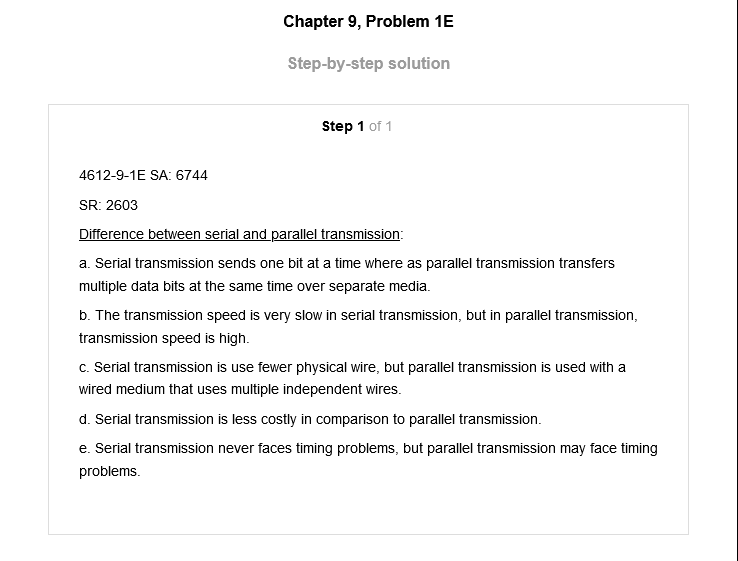 Chapter 9, Problem 1E
Step-by-step solution
Step 1 of 1
4612-9-1E SA: 6744
SR: 2603
Difference between serial and parallel transmission:
a. Serial transmission sends one bit at a time where as parallel transmission transfers
multiple data bits at the same time over separate media.
b. The transmission speed is very slow in serial transmission, but in parallel transmission,
transmission speed is high.
c. Serial transmission is use fewer physical wire, but parallel transmission is used with a
wired medium that uses multiple independent wires.
d. Serial transmission is less costly in comparison to parallel transmission.
e. Serial transmission never faces timing problems, but parallel transmission may face timing
problems.